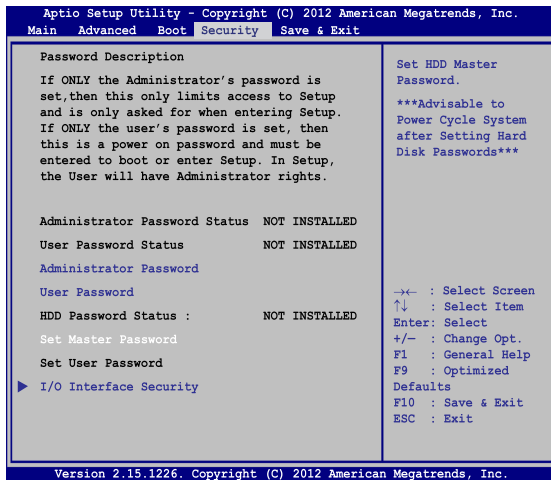 Aptio Setup Utility - Copyright (C) 2012 American Megatrends, Inc.
Main Advanced Boot Security Save & Exit
Password Description
If ONLY the Administrator's password is
set,then this only limits access to Setup
and is only asked for when entering Setup.
If ONLY the user's password is set, then
this is a power on password and must be
entered to boot or enter Setup. In Setup,
the User will have Administrator rights.
Administrator Password Status NOT INSTALLED
User Password Status NOT INSTALLED
Administrator Password
User Password
HDD Password Status : NOT INSTALLED
Set Master Password
Set User Password
I/O Interface Security
Set HDD Master
Password.
***Advisable to
Power Cycle System
after Setting Hard
Disk Passwords***
→← : Select Screen
↑↓ : Select Item
Enter: Select
+/— : Change Opt.
F1 : General Help
F9 : Optimized
Defaults
F10 : Save & Exit
ESC : Exit
Version 2.15.1226. Copyright (C) 2012 American Megatrends, Inc.